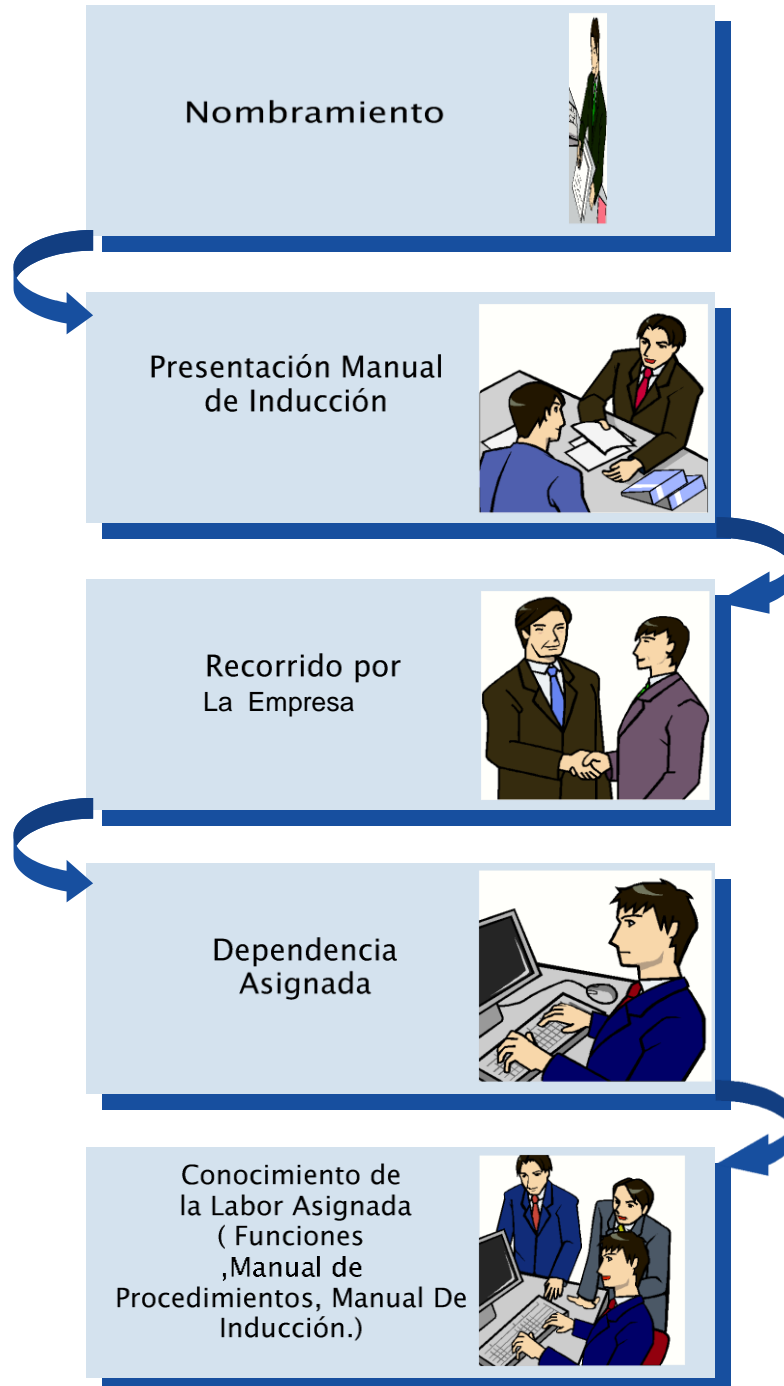 Nombramiento
Presentación Manual
de Inducción
Recorrido por
La Empresa
Dependencia
Asignada
Conocimiento de
la Labor Asignada
( Funciones
,Manual de
Procedimientos, Manual De
Inducción.)